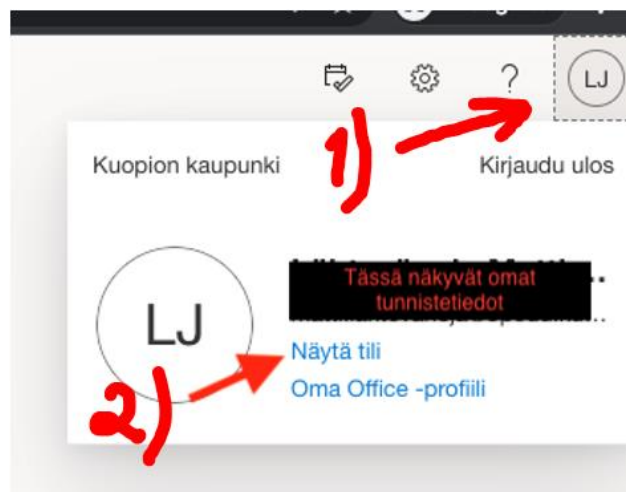 ?
LJ
1)
Kuopion kaupunki
Kirjaudu ulos
Tässä näkyvät omat
tunnistetiedot
LJ
Näytä tili
Oma Office -profiili
2)